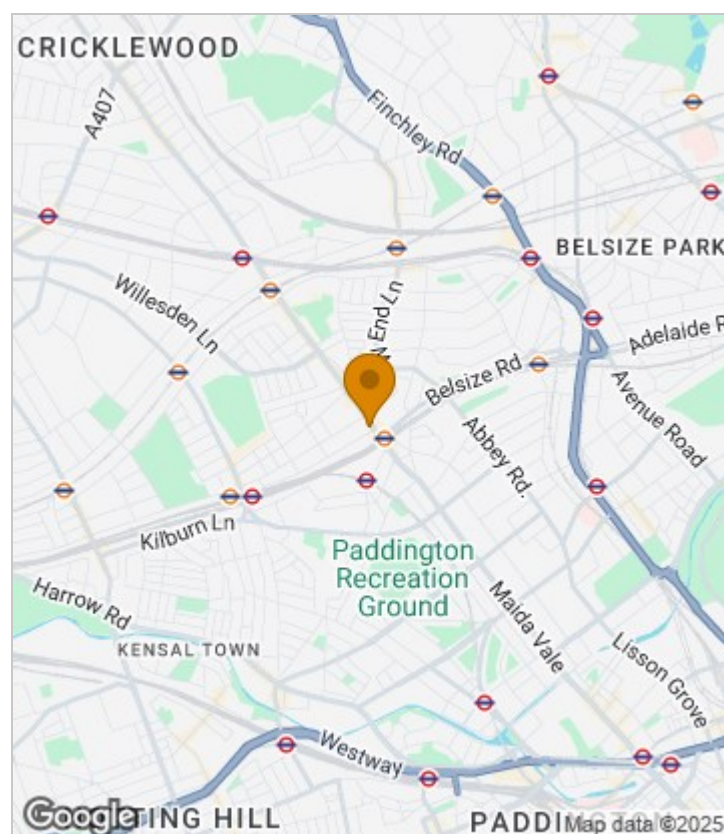 CRICKLEWOOD
A407
Finchley Rd
BELSIZE PARK
Willesden Ln
End Ln
Adelaide R
Belsize Rd
Avenue Road
Abbey Rd.
Kilburn Ln
Paddington
Recreation
Ground
Harrow Rd
Maida Vale
KENSAL TOWN
Lisson Grove
Westway
Google
TING HILL
PADDI
Map data ©2025